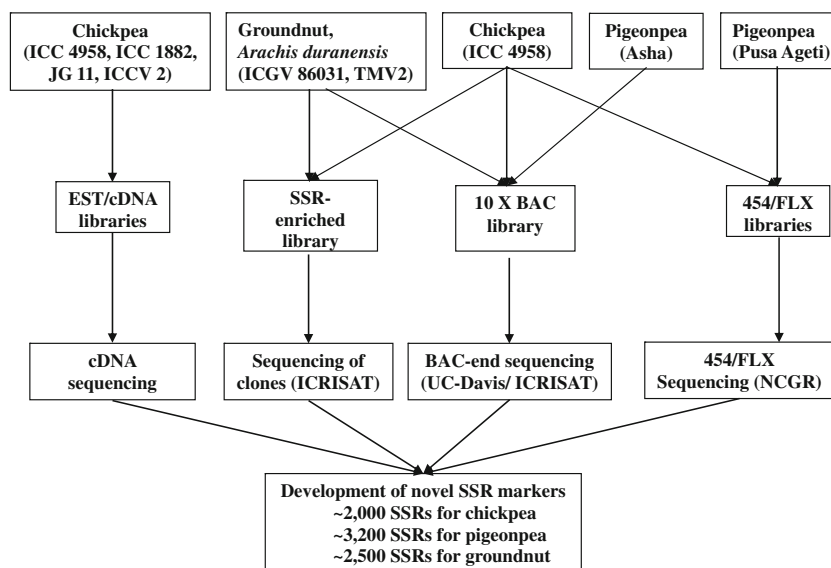 Chickpea
(ICC 4958, ICC 1882,
JG 11, ICCV 2)
Groundnut,
Arachis duranensis
(ICGV 86031, TMV2)
Chickpea
(ICC 4958)
Pigeonpea
(Asha)
Pigeonpea
(Pusa Ageti)
EST/cDNA
libraries
SSR-
enriched
library
10 X BAC
library
454/FLX
libraries
cDNA
sequencing
Sequencing of
clones (ICRISAT)
BAC-end sequencing
(UC-Davis/ ICRISAT)
454/FLX
Sequencing (NCGR)
Development of novel SSR markers
~2,000 SSRs for chickpea
~3,200 SSRs for pigeonpea
~2,500 SSRs for groundnut